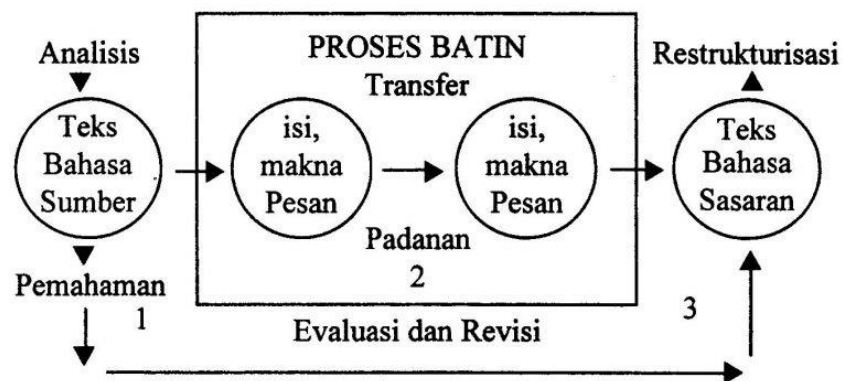 Analisis
PROSES BATIN
Transfer
Restrukturisasi
Teks
Bahasa
Sumber
isi,
makna
Pesan
isi,
makna
Pesan
Teks
Bahasa
Sasaran
Padanan
2
Pemahaman
1
Evaluasi dan Revisi
3